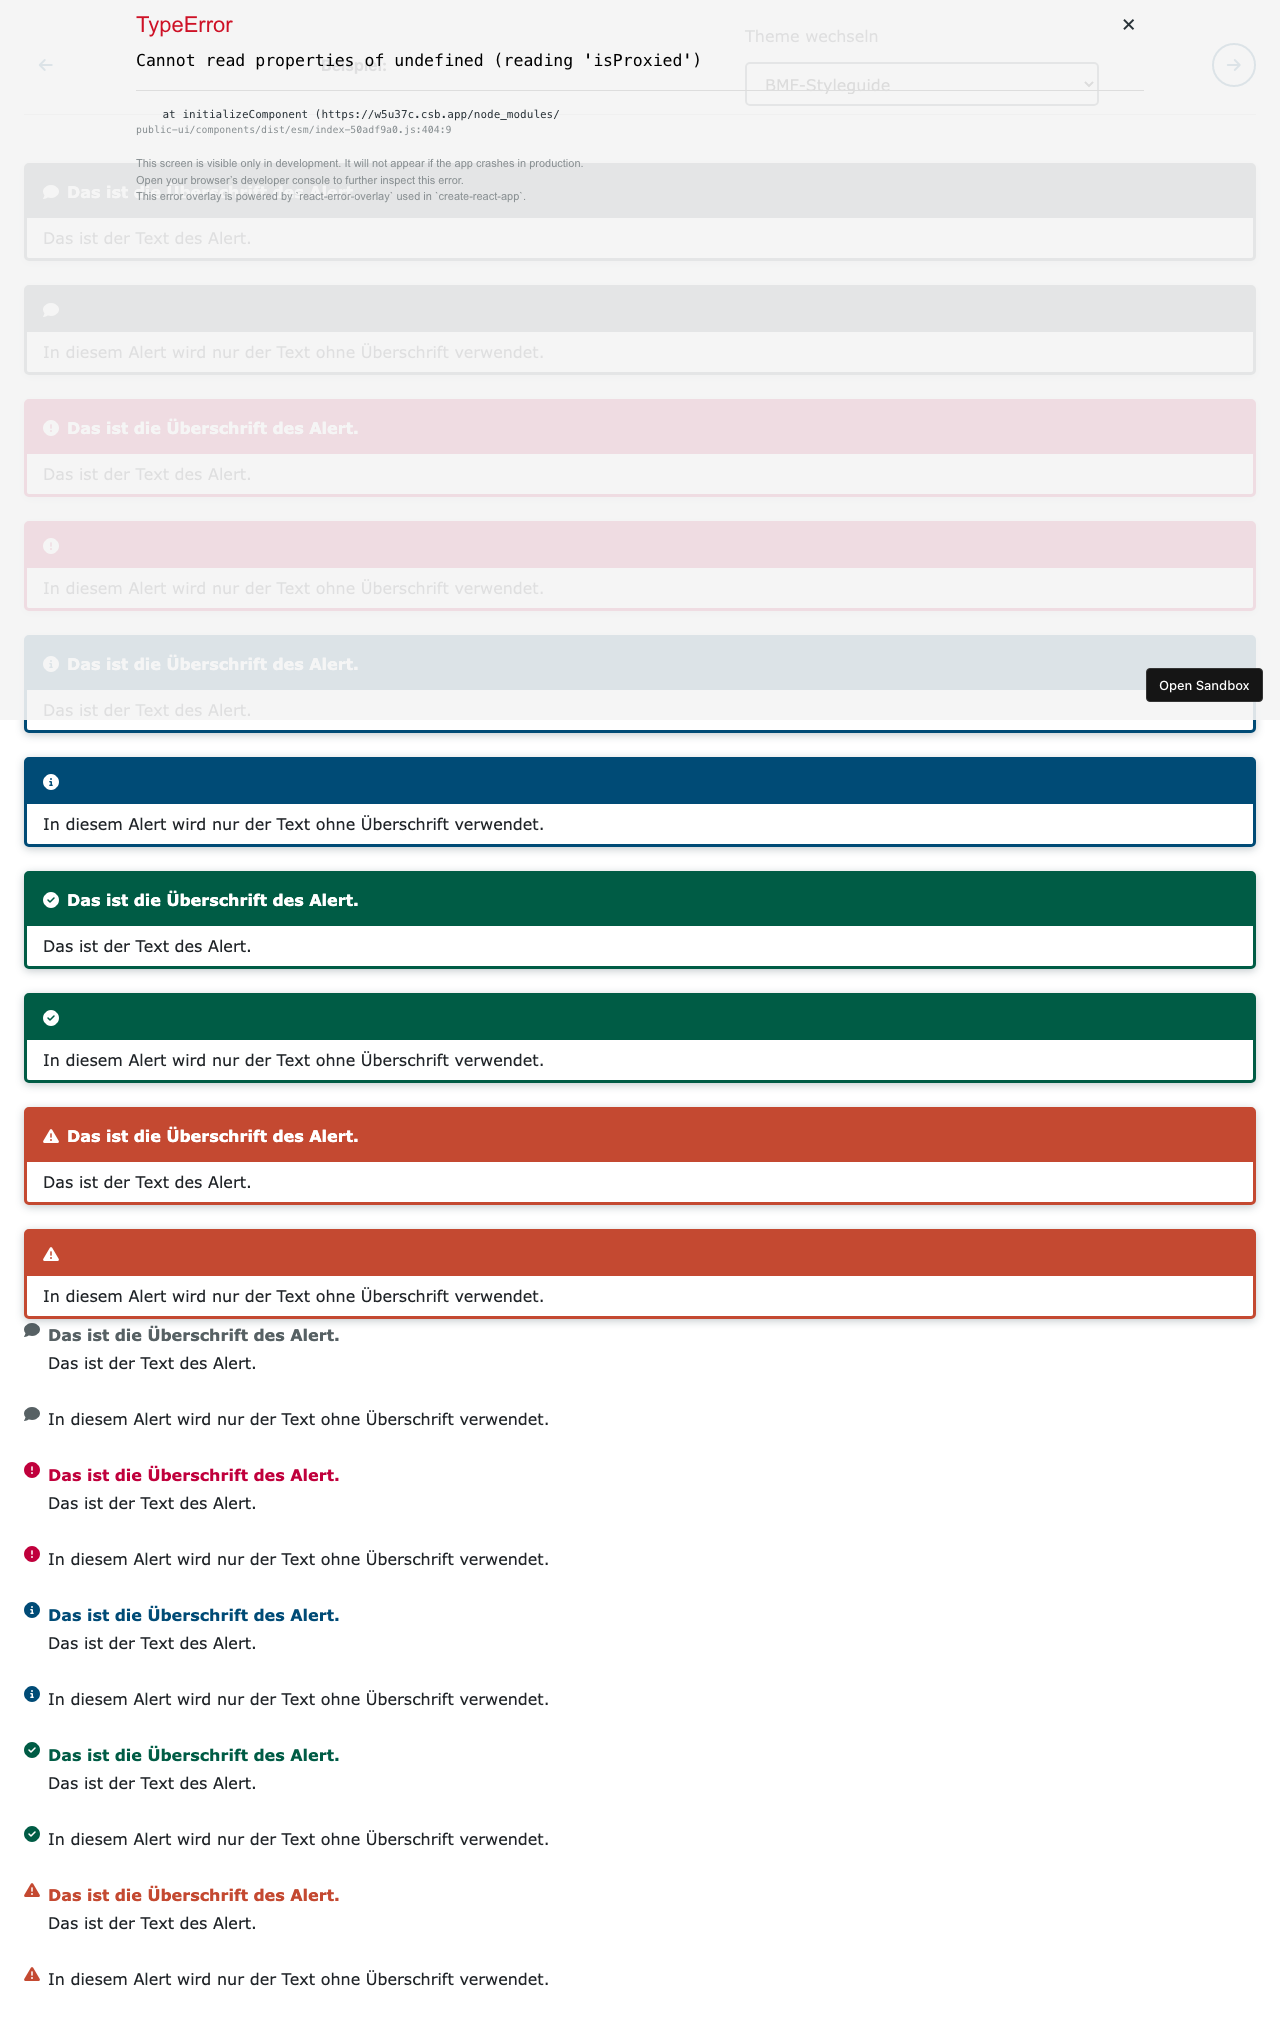 TypeError
Cannot read properties of undefined (reading 'isProxied')
Theme wechseln
Beispiel:
BMF-Styleguide
at initializeComponent (https://w5u37c.csb.app/node_modules/
public-ui/components/dist/esm/index-50adf9a0.js:404:9
This screen is visible only in development. It will not appear if the app crashes in production.
Open your browser’s developer console to further inspect this error.
This error overlay is powered by `react-error-overlay` used in `create-react-app`.
Das ist die Überschrift des Alert.
Das ist der Text des Alert.
In diesem Alert wird nur der Text ohne Überschrift verwendet.
Das ist die Überschrift des Alert.
Das ist der Text des Alert.
In diesem Alert wird nur der Text ohne Überschrift verwendet.
Das ist die Überschrift des Alert.
Open Sandbox
Das ist der Text des Alert.
In diesem Alert wird nur der Text ohne Überschrift verwendet.
Das ist die Überschrift des Alert.
Das ist der Text des Alert.
In diesem Alert wird nur der Text ohne Überschrift verwendet.
Das ist die Überschrift des Alert.
Das ist der Text des Alert.
In diesem Alert wird nur der Text ohne Überschrift verwendet.
Das ist die Überschrift des Alert.
Das ist der Text des Alert.
In diesem Alert wird nur der Text ohne Überschrift verwendet.
Das ist die Überschrift des Alert.
Das ist der Text des Alert.
In diesem Alert wird nur der Text ohne Überschrift verwendet.
Das ist die Überschrift des Alert.
Das ist der Text des Alert.
In diesem Alert wird nur der Text ohne Überschrift verwendet.
Das ist die Überschrift des Alert.
Das ist der Text des Alert.
In diesem Alert wird nur der Text ohne Überschrift verwendet.
Das ist die Überschrift des Alert.
Das ist der Text des Alert.
In diesem Alert wird nur der Text ohne Überschrift verwendet.